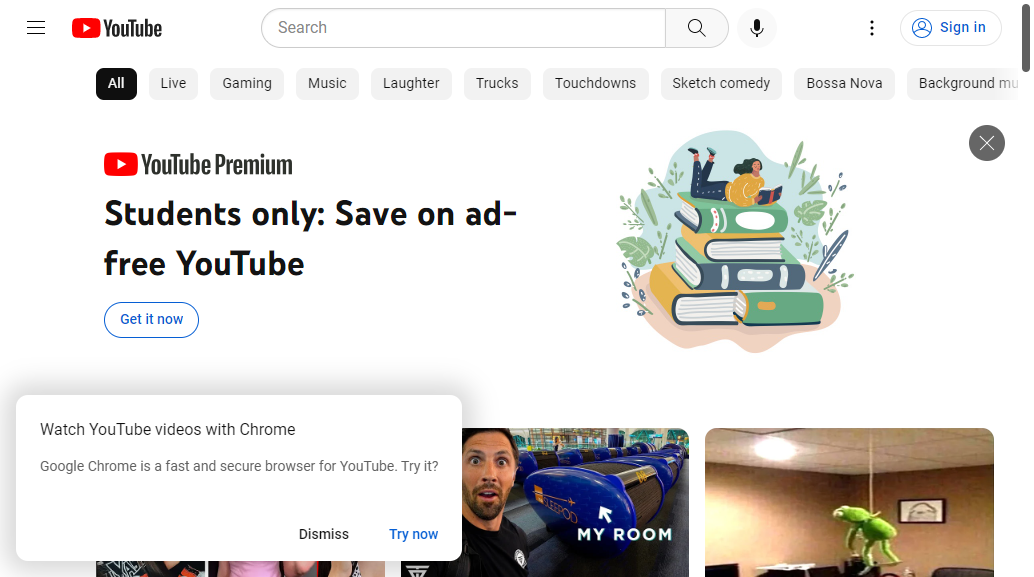 YouTube
Search
Sign in
All
Live
Gaming
Music
Laughter
Trucks
Touchdowns
Sketch comedy
Bossa Nova
Background mu
YouTube Premium
Students only: Save on ad-
free YouTube
Get it now
Watch YouTube videos with Chrome
Google Chrome is a fast and secure browser for YouTube. Try it?
Dismiss
Try now
SLEEPOD
MY ROOM